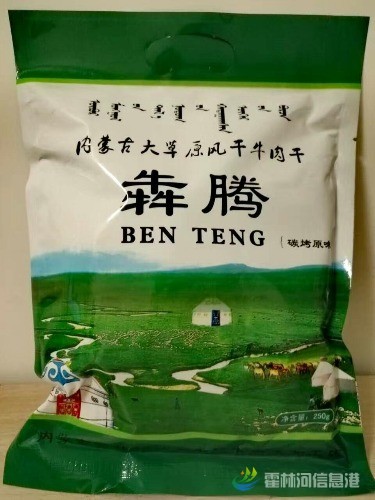 内蒙古大草原风干牛肉干
犇腾
BEN TENG
（碳烤原味
净含量：250g
内
霍林河信息港